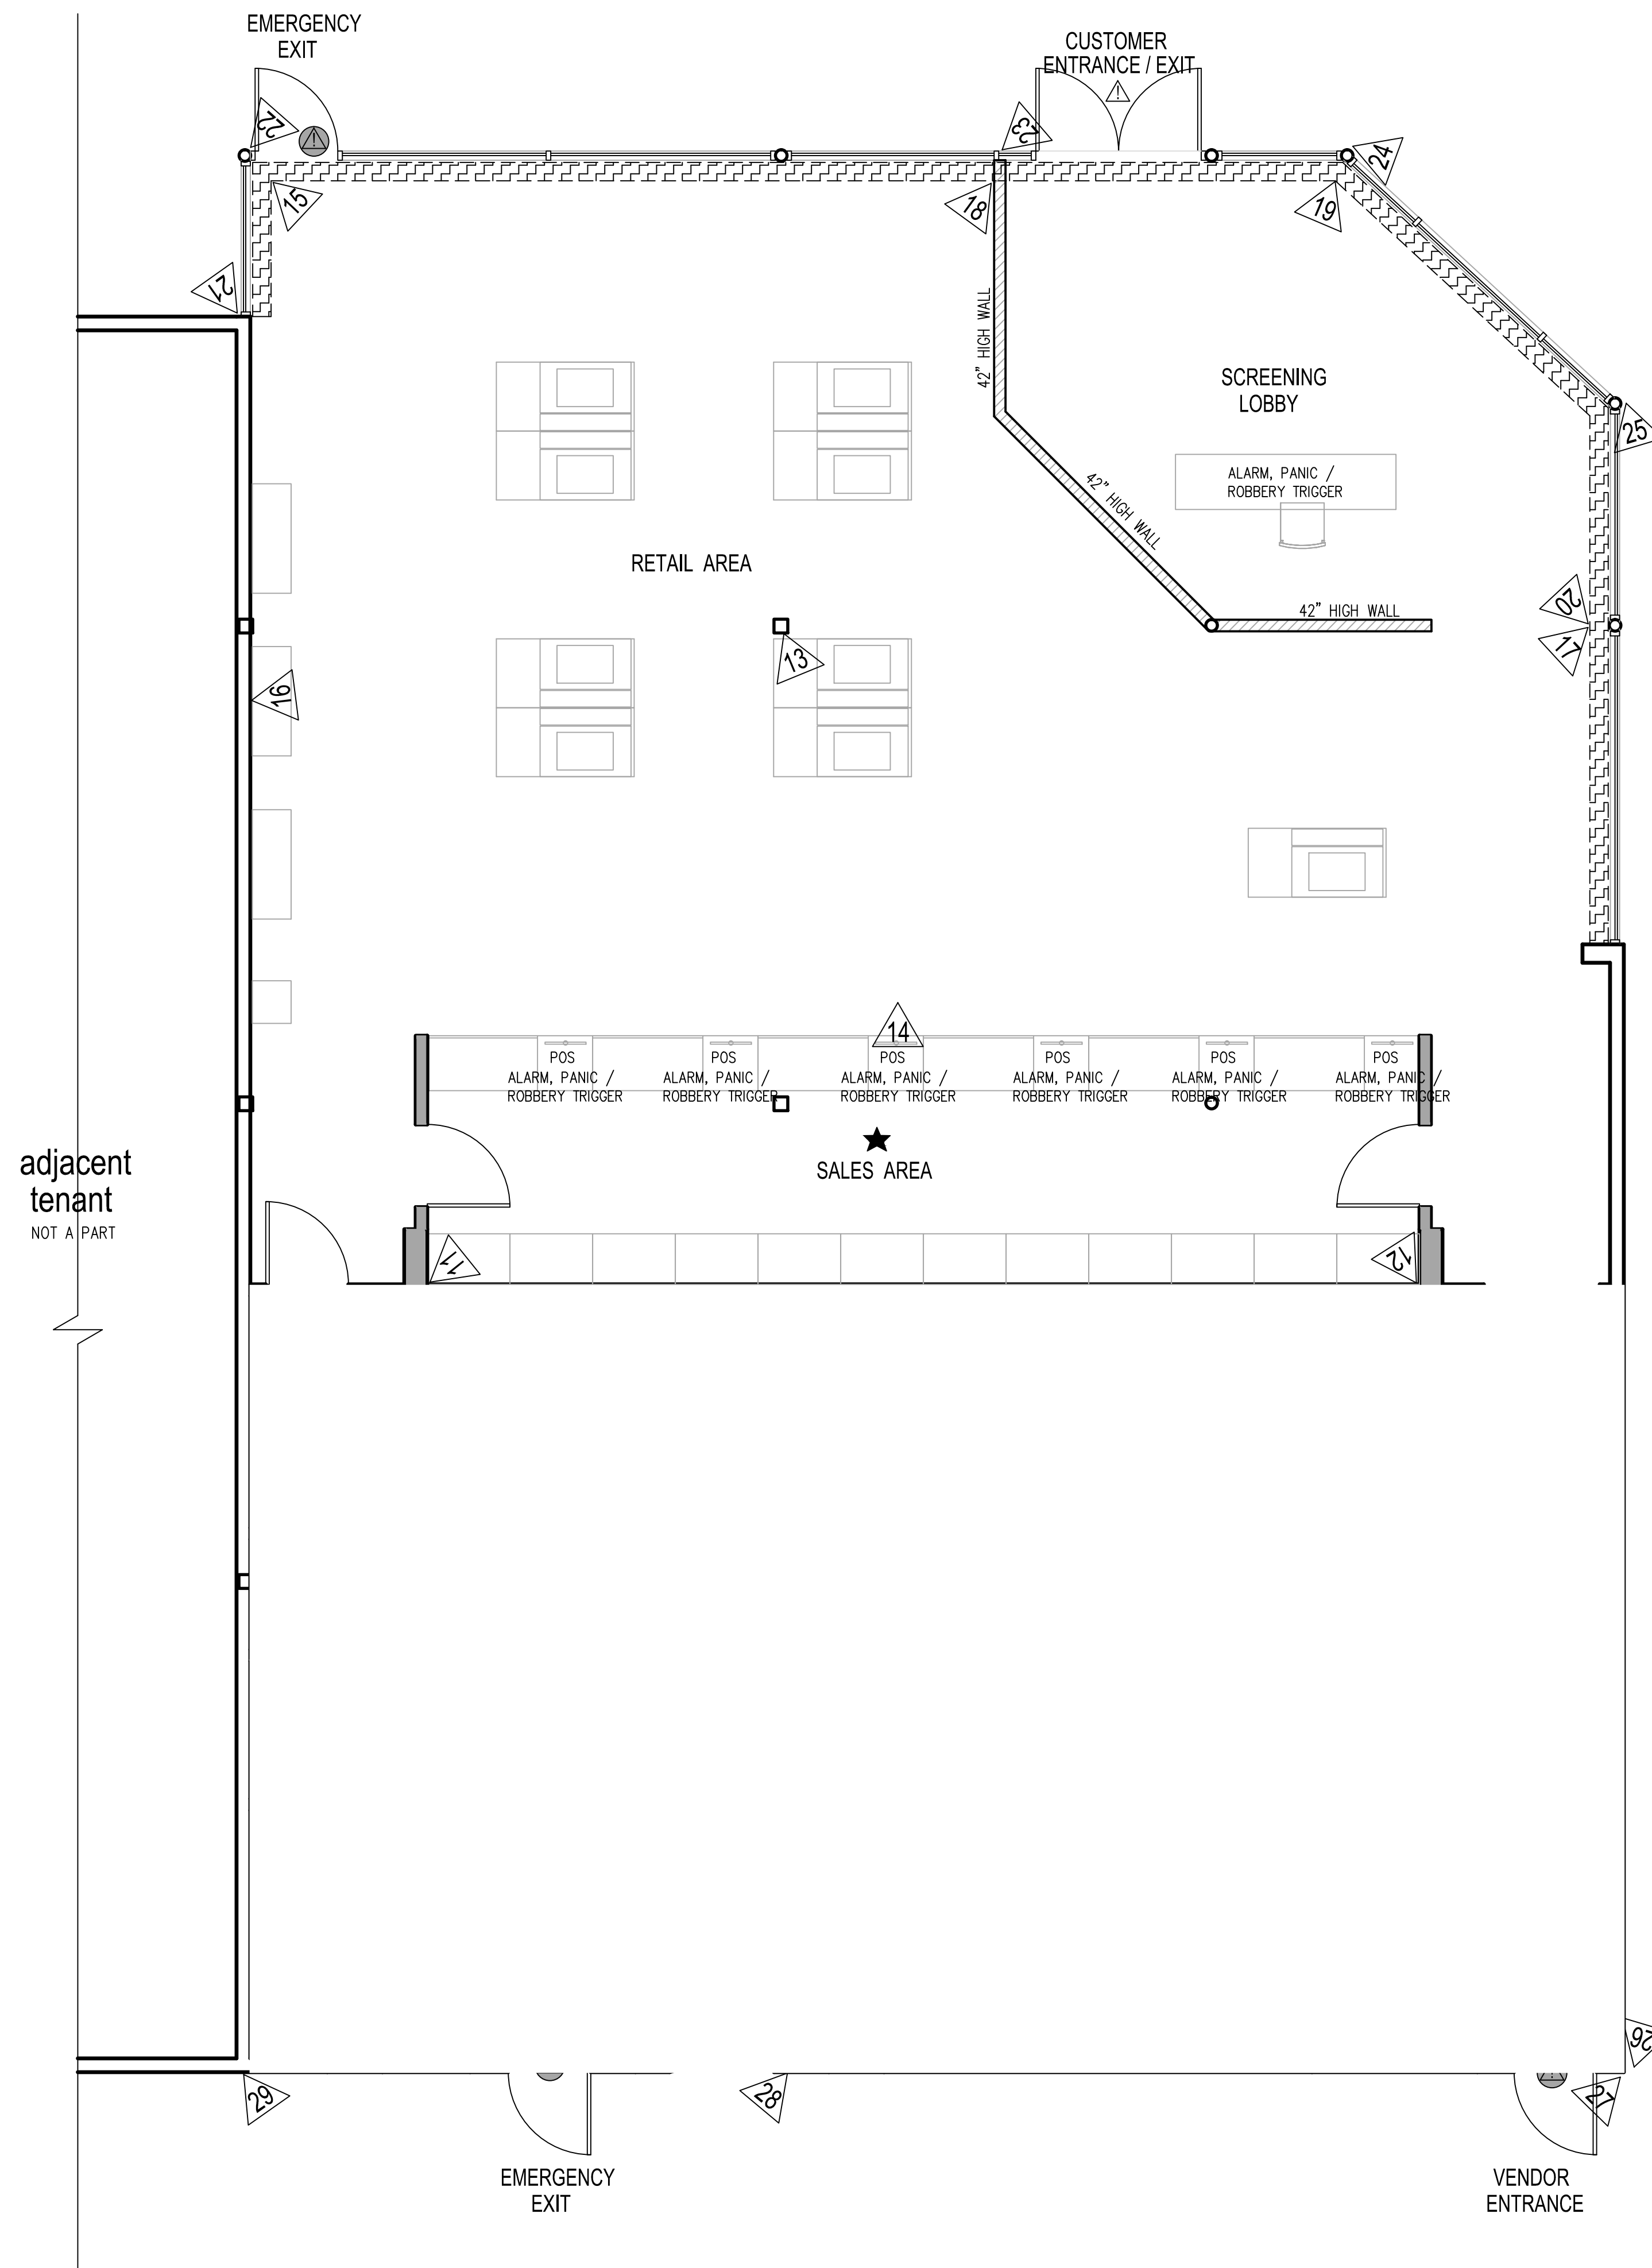 EMERGENCY
EXIT
CUSTOMER
ENTRANCE / EXIT
!
22
!
23
24
15
18
19
21
42" HIGH WALL
SCREENING
LOBBY
25
ALARM, PANIC /
ROBBERY TRIGGER
42" HIGH WALL
RETAIL AREA
20
42" HIGH WALL
17
13
16
14
POS
ALARM, PANIC /
ROBBERY TRIGGER
POS
ALARM, PANIC /
ROBBERY TRIGGER
POS
ALARM, PANIC /
ROBBERY TRIGGER
POS
ALARM, PANIC /
ROBBERY TRIGGER
POS
ALARM, PANIC /
ROBBERY TRIGGER
POS
ALARM, PANIC /
ROBBERY TRIGGER
SALES AREA
adjacent
tenant
NOT A PART
11
12
26
29
28
27
EMERGENCY
EXIT
VENDOR
ENTRANCE